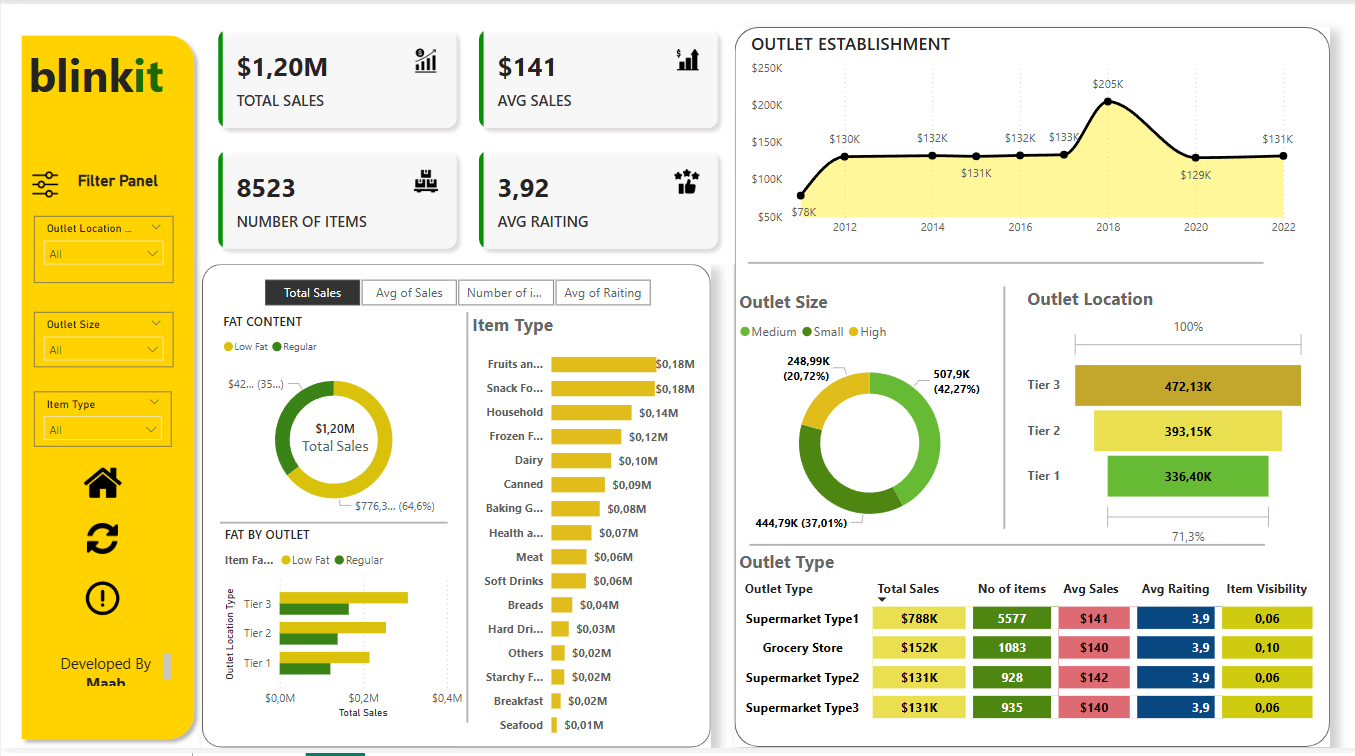 blinkit
Filter Panel
Outlet Location ...
All
Outlet Size
All
Item Type
All
Developed By
Maab
$1,20M
TOTAL SALES
$141
AVG SALES
8523
NUMBER OF ITEMS
3,92
AVG RAITING
Total Sales
Avg of Sales
Number of i...
Avg of Raiting
FAT CONTENT
Low Fat
Regular
$42... (35...)
$1,20M
Total Sales
$776,3... (64,6%)
FAT BY OUTLET
Item Fa...
Low Fat
Regular
Outlet Location Type
Tier 3
Tier 2
Tier 1
$0,0M
$0,2M
$0,4M
Total Sales
Item Type
Fruits an... $0,18M
Snack Fo... $0,18M
Household $0,14M
Frozen F... $0,12M
Dairy $0,10M
Canned $0,09M
Baking G... $0,08M
Health a... $0,07M
Meat $0,06M
Soft Drinks $0,06M
Breads $0,04M
Hard Dri... $0,03M
Others $0,02M
Starchy F... $0,02M
Breakfast $0,02M
Seafood $0,01M
OUTLET ESTABLISHMENT
$250K
$200K
$150K
$100K
$50K
$78K
$130K
$132K
$131K
$132K
$133K
$205K
$129K
$131K
2012
2014
2016
2018
2020
2022
Outlet Size
Medium
Small
High
248,99K
(20,72%)
507,9K
(42,27%)
444,79K (37,01%)
Outlet Location
100%
Tier 3 472,13K
Tier 2 393,15K
Tier 1 336,40K
71,3%
Outlet Type
Outlet Type Total Sales No of items Avg Sales Avg Raiting Item Visibility
Supermarket Type1 $788K 5577 $141 3,9 0,06
Grocery Store $152K 1083 $140 3,9 0,10
Supermarket Type2 $131K 928 $142 3,9 0,06
Supermarket Type3 $131K 935 $140 3,9 0,06